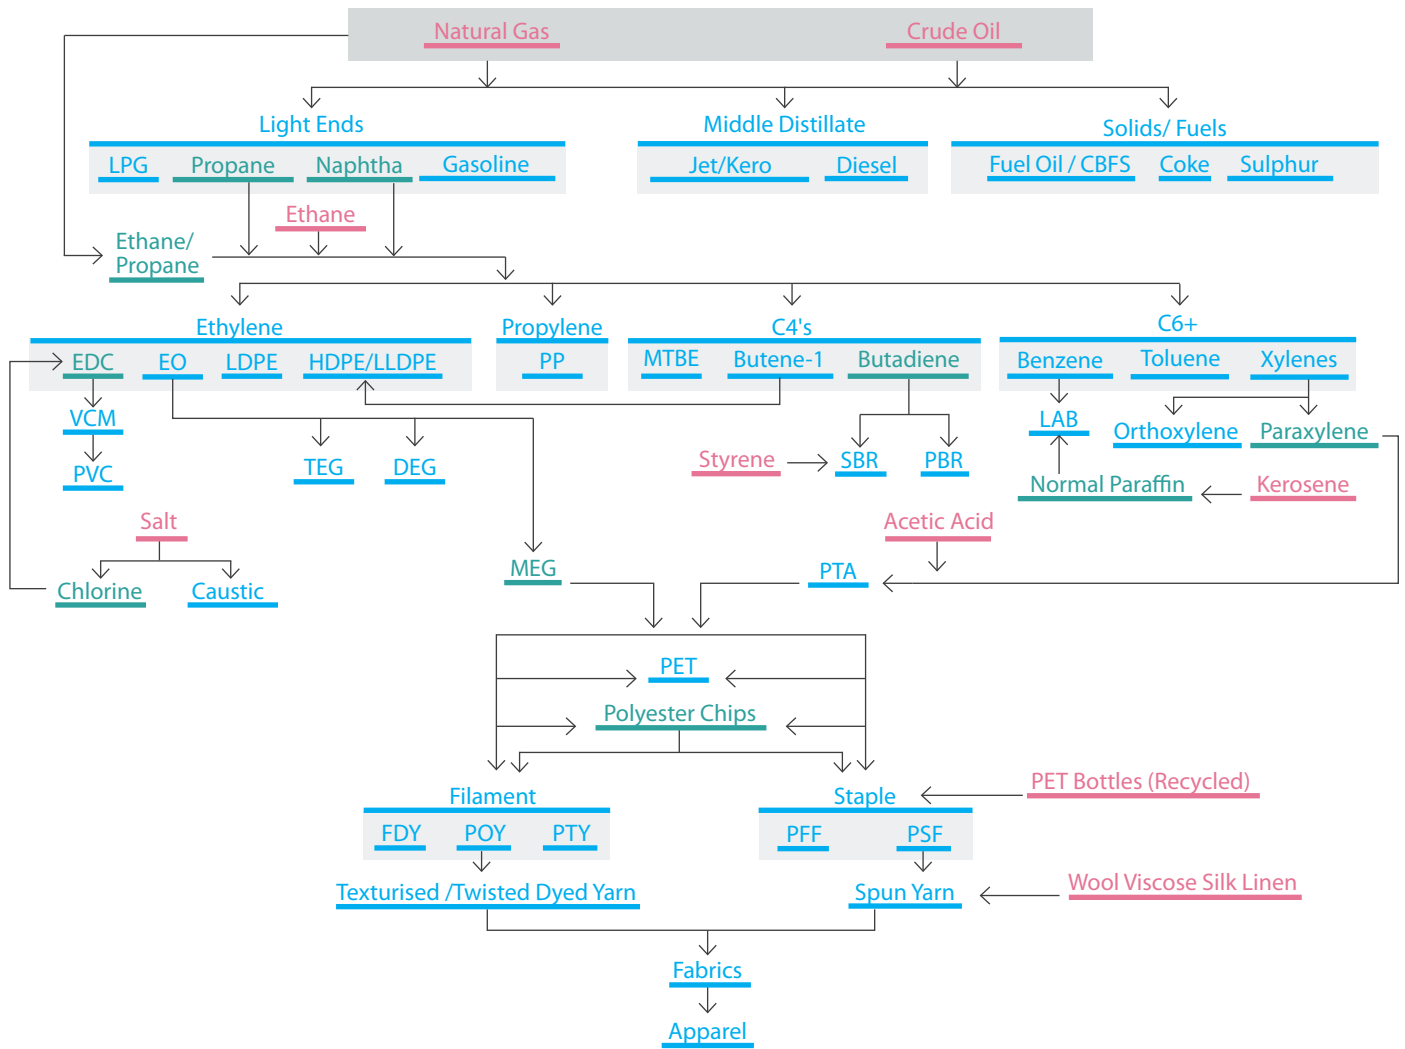 Natural Gas
Crude Oil
Light Ends
Middle Distillate
Solids/ Fuels
LPG
Propane
Naphtha
Gasoline
Jet/Kero
Diesel
Fuel Oil / CBFS
Coke
Sulphur
Ethane
Ethane/
Propane
Ethylene
Propylene
C4's
C6+
EDC
EO
LDPE
HDPE/LLDPE
PP
MTBE
Butene-1
Butadiene
Benzene
Toluene
Xylenes
VCM
LAB
Orthoxylene
Paraxylene
PVC
TEG
DEG
Styrene
SBR
PBR
Normal Paraffin
Kerosene
Salt
Acetic Acid
Chlorine
Caustic
MEG
PTA
PET
Polyester Chips
PET Bottles (Recycled)
Filament
Staple
FDY
POY
PTY
PFF
PSF
Texturised /Twisted Dyed Yarn
Spun Yarn
Wool Viscose Silk Linen
Fabrics
Apparel